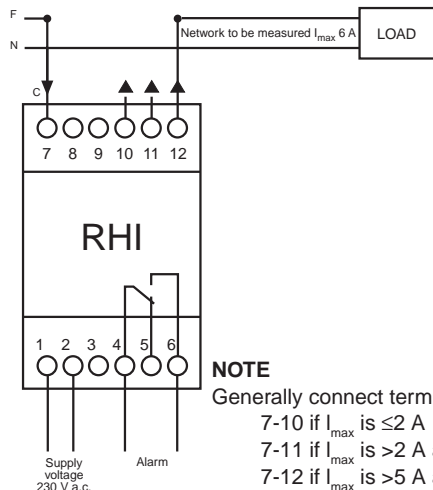 F
N
Network to be measured Imax 6 A
LOAD
C
7 8 9 10 11 12
RHI
1 2 3 4 5 6
Supply
voltage
230 V a.c.
Alarm
NOTE
Generally connect term
7-10 if Imax is ≤2 A
7-11 if Imax is >2 A
7-12 if Imax is >5 A